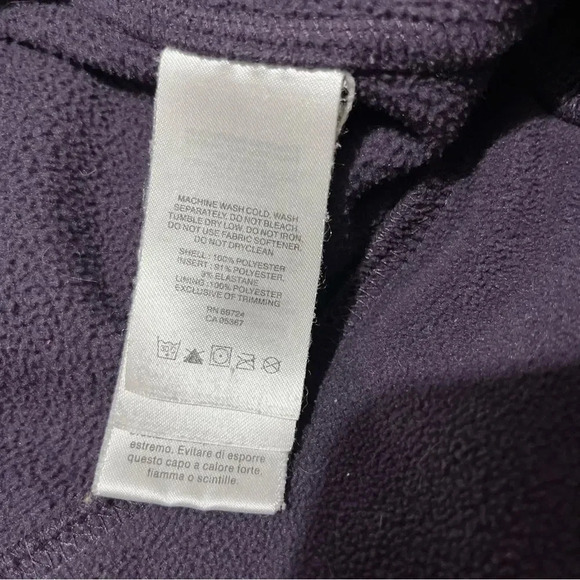 MACHINE WASH COLD, WASH
SEPARATELY. DO NOT BLEACH.
TUMBLE DRY LOW. DO NOT IRON.
DO NOT USE FABRIC SOFTENER.
DO NOT DRYCLEAN
SHELL : 100% POLYESTER
INSERT : 91% POLYESTER.
9% ELASTANE
LINING : 100% POLYESTER
EXCLUSIVE OF TRIMMING
RN 69724
CA 05367
estremo. Evitare di esporre
questo capo a calore forte,
fiamma o scintille.